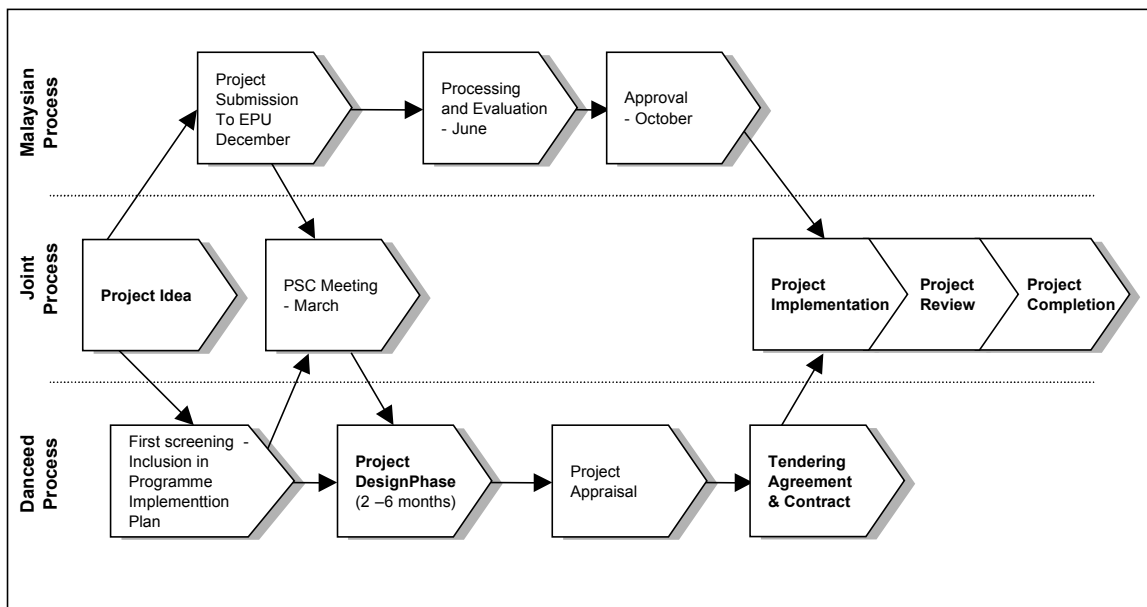 Malaysian
Process
Project
Submission
To EPU
December
Processing
and Evaluation
- June
Approval
- October
Joint
Process
Project Idea
PSC Meeting
- March
Project
Implementation
Project
Review
Project
Completion
Danceed
Process
First screening -
Inclusion in
Programme
Implementtion
Plan
Project
DesignPhase
(2 –6 months)
Project
Appraisal
Tendering
Agreement
& Contract